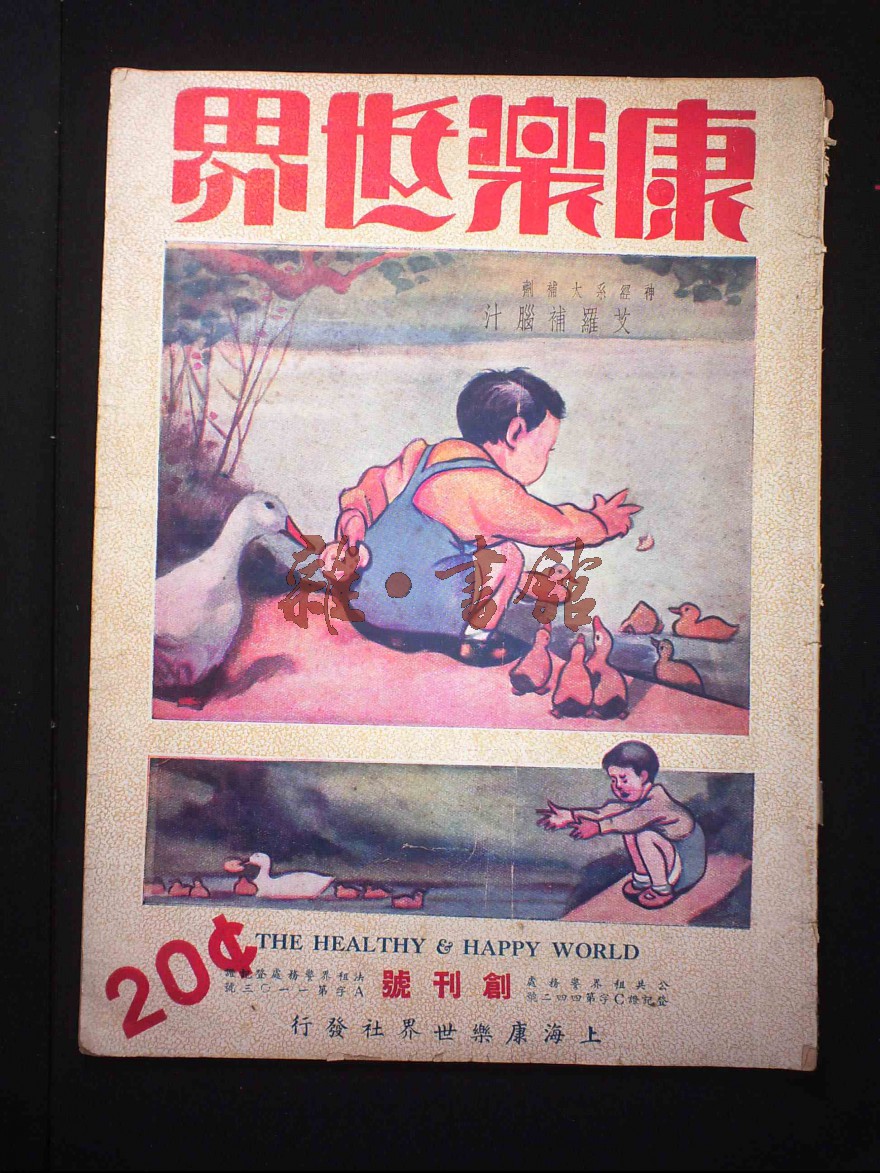 康樂世界
神經系大補劑
艾羅補腦汁
雜·書館
20¢
THE HEALTHY & HAPPY WORLD
公共租界警務處
登記證C字第四四二號
創刊號
法租界警務處登記證
A字第一一〇三號
上海康樂世界社發行